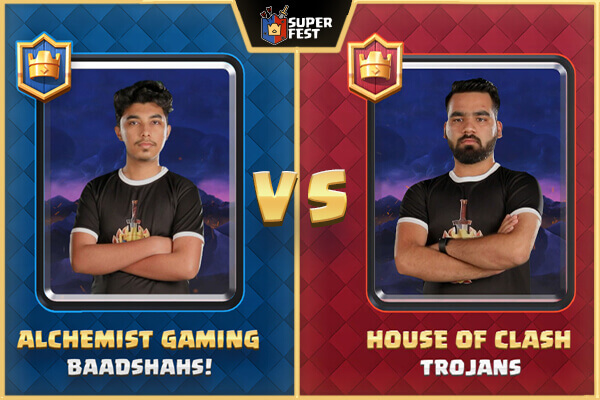 SUPER
FEST
VS
ALCHEMIST GAMING
BAADSHAHS!
HOUSE OF CLASH
TROJANS